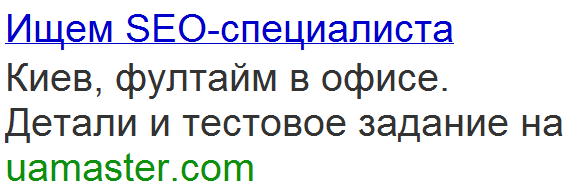 Ищем SEO-специалиста
Киев, фултайм в офисе.
Детали и тестовое задание на
uamaster.com